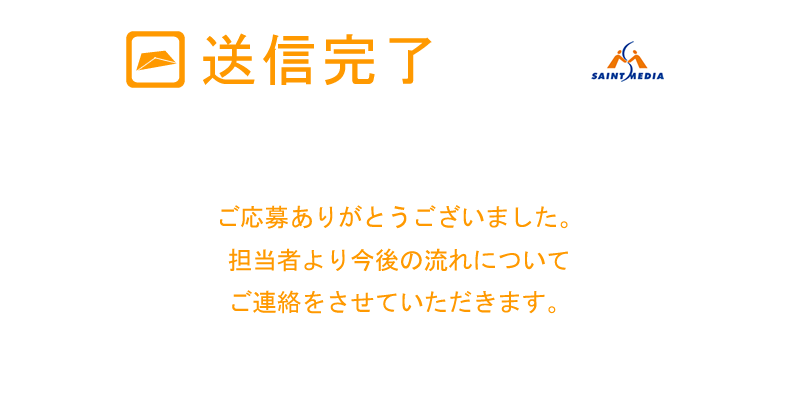 送信完了
SAINT MEDIA
ご応募ありがとうございました。
担当者より今後の流れについて
ご連絡をさせていただきます。